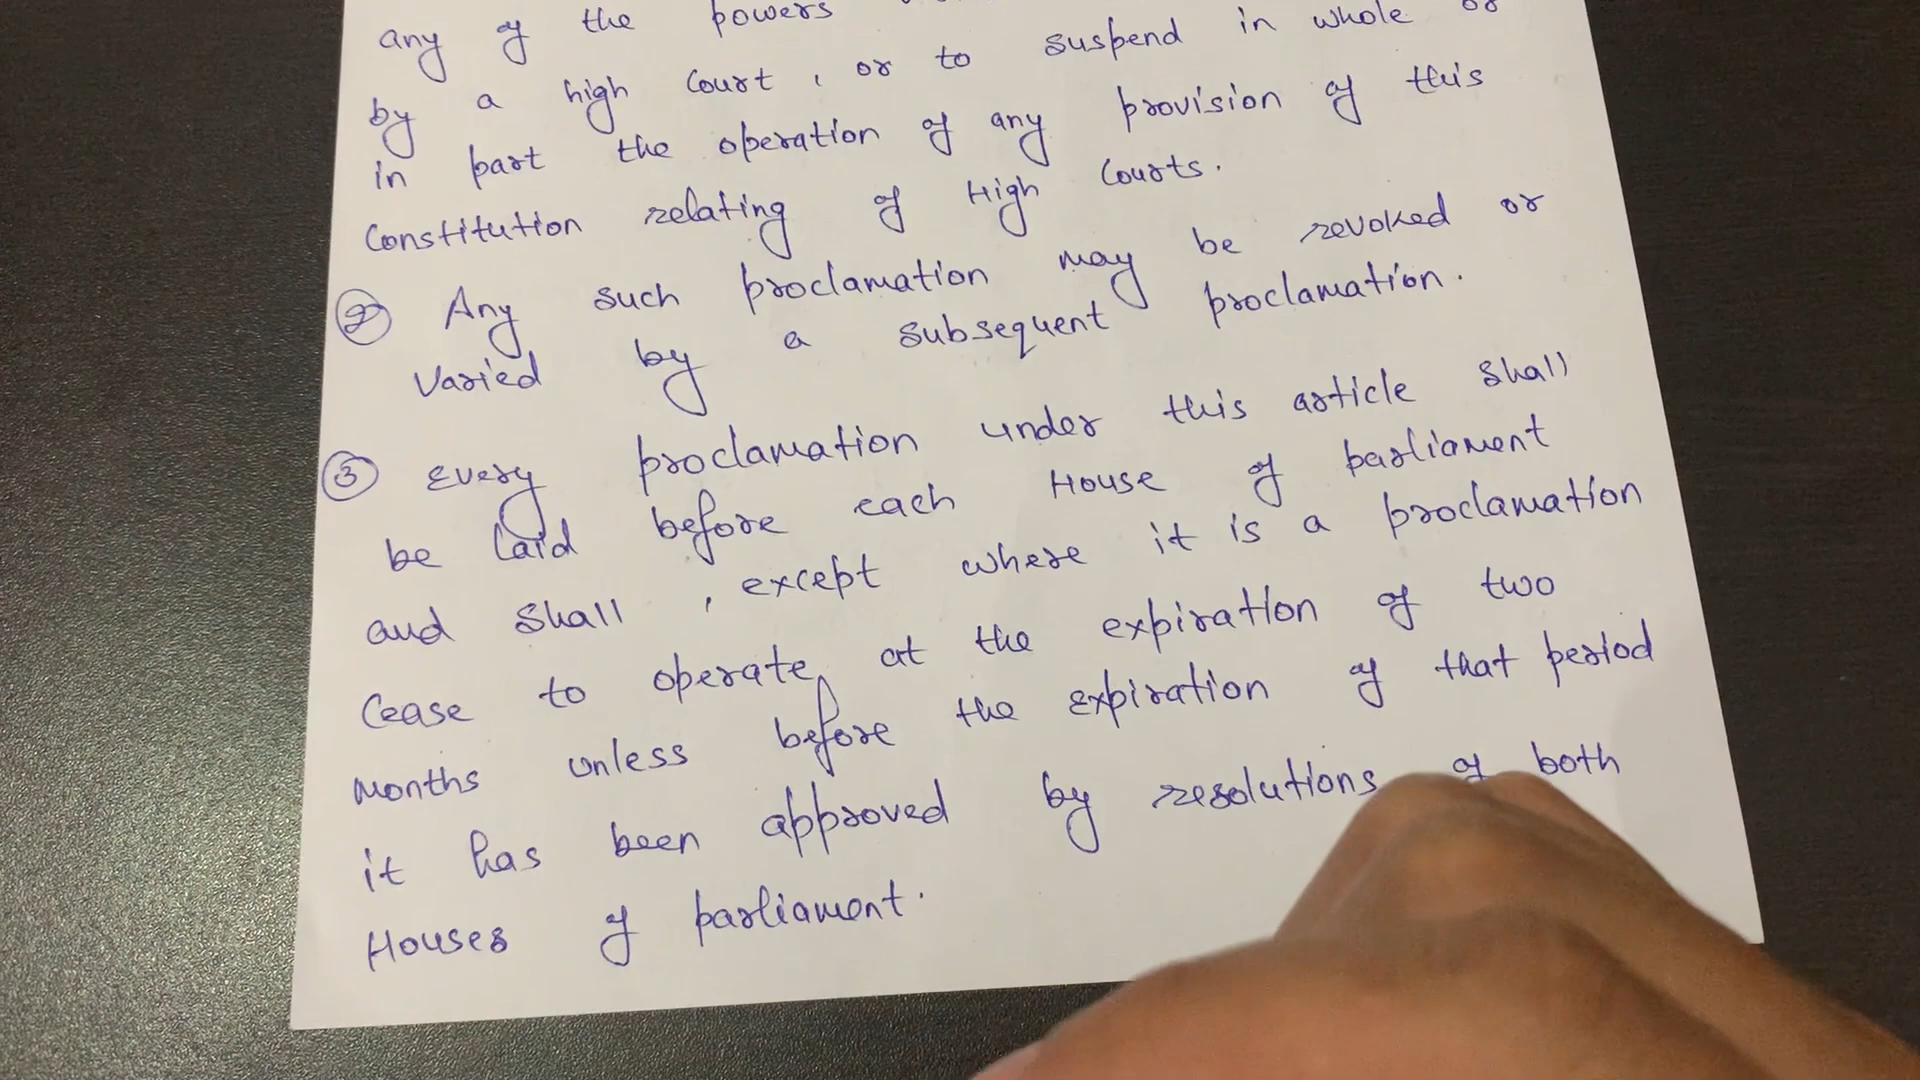 any of the powers
by a high Court, or to suspend in whole or
in part the operation of any provision of this
Constitution relating of High Courts.
② Any such proclamation may be revoked or
Varied by a subsequent proclamation.
③ Every proclamation under this article Shall
be laid before each House of parliament
and Shall , except where it is a proclamation
Cease to operate at the expiration of two
Months unless before the expiration of that period
it has been approved by resolutions of both
Houses of parliament.